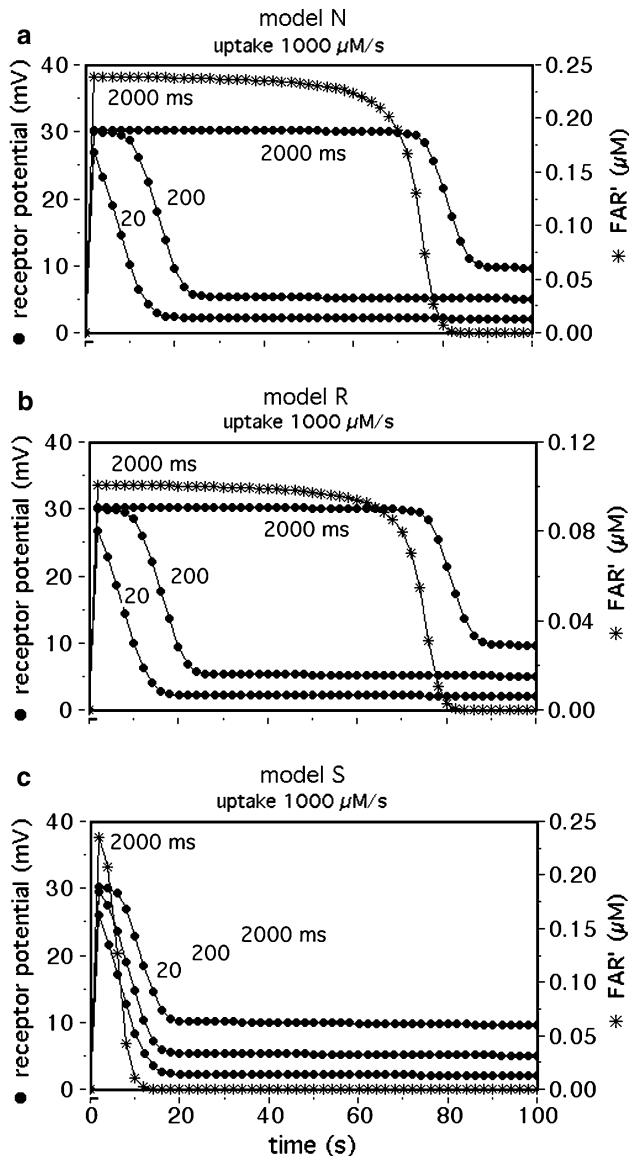 a
model N
uptake 1000 µM/s
● receptor potential (mV)
40
30
20
10
0
2000 ms
2000 ms
200
20
0.25
0.20
0.15
0.10
0.05
0.00
✳ FAR' (µM)
b
model R
uptake 1000 µM/s
● receptor potential (mV)
40
30
20
10
0
2000 ms
2000 ms
200
20
0.12
0.08
0.04
0.00
✳ FAR' (µM)
c
model S
uptake 1000 µM/s
● receptor potential (mV)
40
30
20
10
0
2000 ms
2000 ms
200
20
0.25
0.20
0.15
0.10
0.05
0.00
✳ FAR' (µM)
0 20 40 60 80 100
time (s)